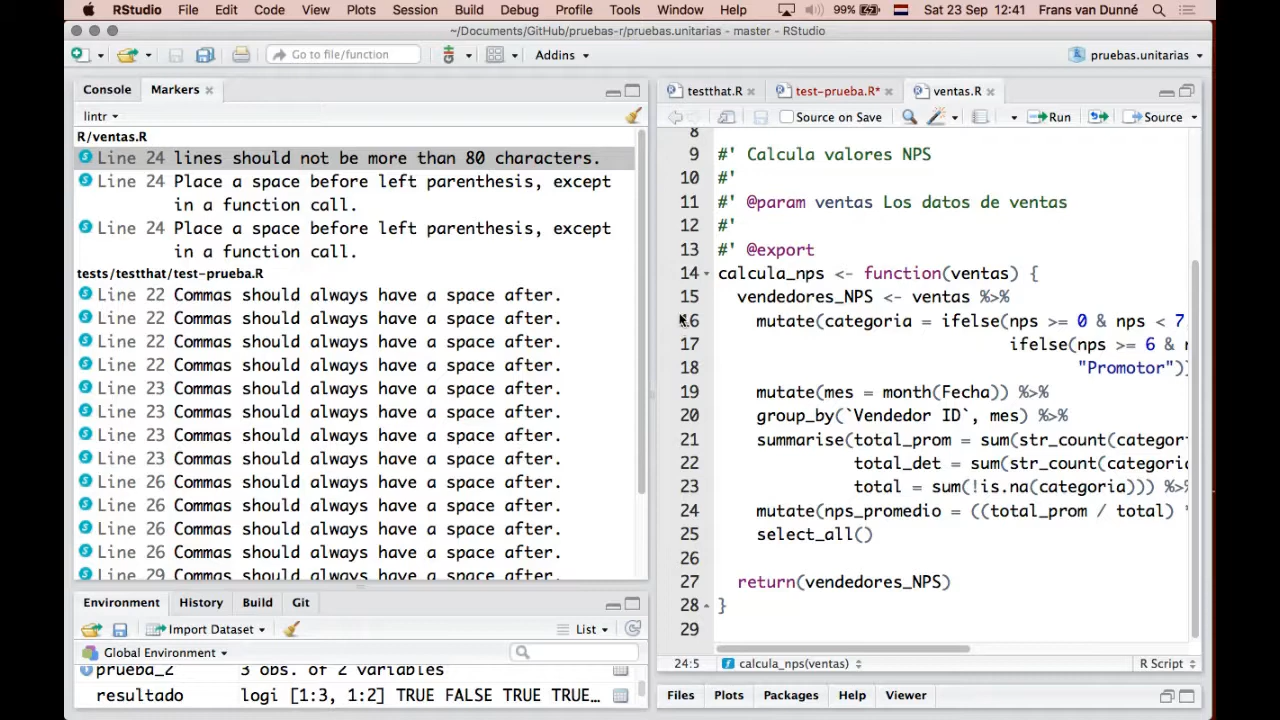 RStudio File Edit Code View Plots Session Build Debug Profile Tools Window Help 99% Sat 23 Sep 12:41 Frans van Dunné
~/Documents/GitHub/pruebas-r/pruebas.unitarias - master - RStudio
Go to file/function Addins pruebas.unitarias
Console Markers
lintr
R/ventas.R
Line 24 lines should not be more than 80 characters.
Line 24 Place a space before left parenthesis, except
in a function call.
Line 24 Place a space before left parenthesis, except
in a function call.
tests/testthat/test-prueba.R
Line 22 Commas should always have a space after.
Line 22 Commas should always have a space after.
Line 22 Commas should always have a space after.
Line 22 Commas should always have a space after.
Line 23 Commas should always have a space after.
Line 23 Commas should always have a space after.
Line 23 Commas should always have a space after.
Line 23 Commas should always have a space after.
Line 26 Commas should always have a space after.
Line 26 Commas should always have a space after.
Line 26 Commas should always have a space after.
Line 26 Commas should always have a space after.
Line 29 Commas should always have a space after.
Environment History Build Git
Import Dataset List
Global Environment
prueba_2 3 obs. of 2 variables
resultado logi [1:3, 1:2] TRUE FALSE TRUE TRUE...
testthat.R test-prueba.R* ventas.R
Source on Save Run Source
8
9 #' Calcula valores NPS
10 #'
11 #' @param ventas Los datos de ventas
12 #'
13 #' @export
14 calcula_nps <- function(ventas) {
15 vendedores_NPS <- ventas %>%
16 mutate(categoria = ifelse(nps >= 0 & nps < 7
17 ifelse(nps >= 6 &
18 "Promotor"))
19 mutate(mes = month(Fecha)) %>%
20 group_by(`Vendedor ID`, mes) %>%
21 summarise(total_prom = sum(str_count(categori
22 total_det = sum(str_count(categoria
23 total = sum(!is.na(categoria))) %>%
24 mutate(nps_promedio = ((total_prom / total) *
25 select_all()
26
27 return(vendedores_NPS)
28 }
29
24:5 calcula_nps(ventas) R Script
Files Plots Packages Help Viewer